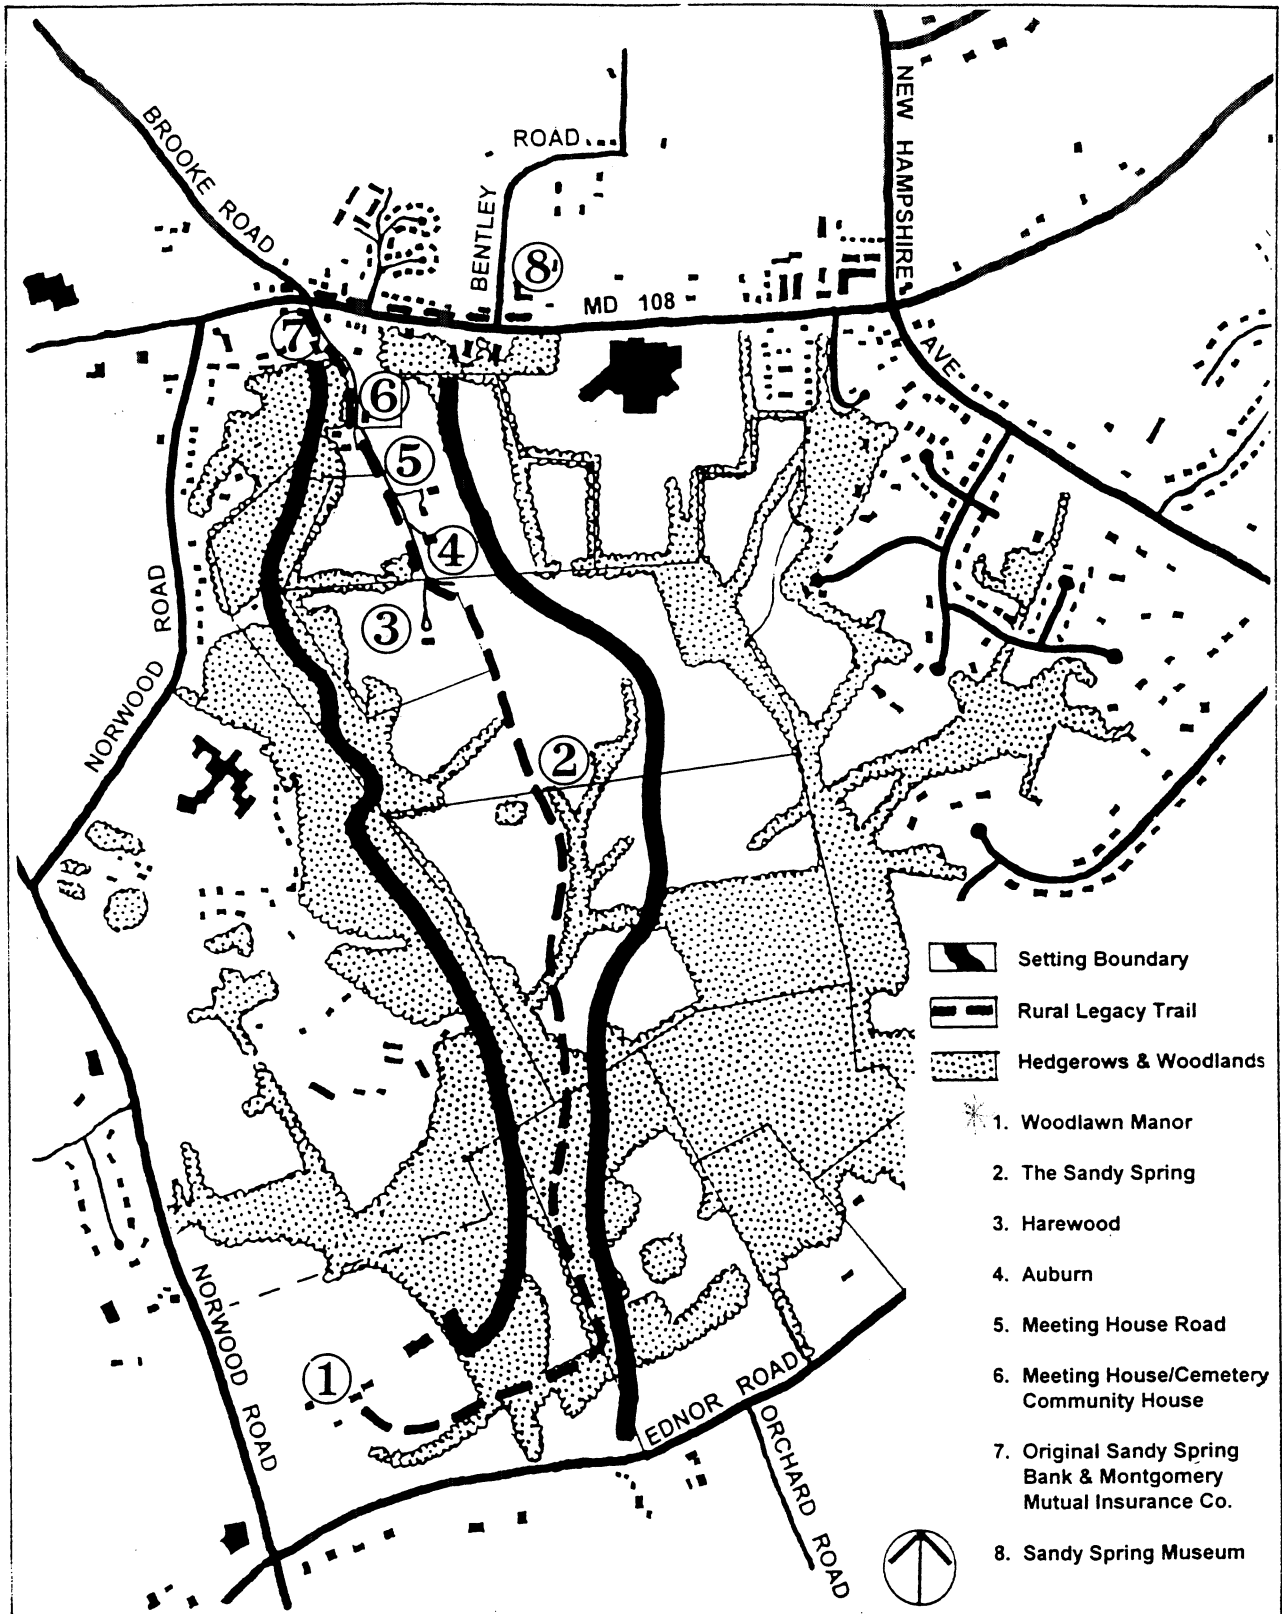 BROOKE ROAD
ROAD
BENTLEY
NEW HAMPSHIRE
AVE
MD 108
8
7
6
5
4
3
2
1
NORWOOD ROAD
NORWOOD ROAD
EDNOR ROAD
ORCHARD ROAD
Setting Boundary
Rural Legacy Trail
Hedgerows & Woodlands
1. Woodlawn Manor
2. The Sandy Spring
3. Harewood
4. Auburn
5. Meeting House Road
6. Meeting House/Cemetery
Community House
7. Original Sandy Spring
Bank & Montgomery
Mutual Insurance Co.
8. Sandy Spring Museum